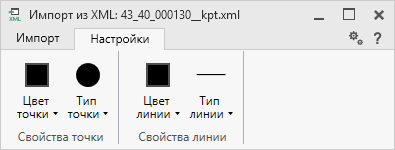 XML
Импорт из XML: 43_40_000130__kpt.xml
Импорт
Настройки
?
Цвет точки
Тип точки
Цвет линии
Тип линии
Свойства точки
Свойства линии